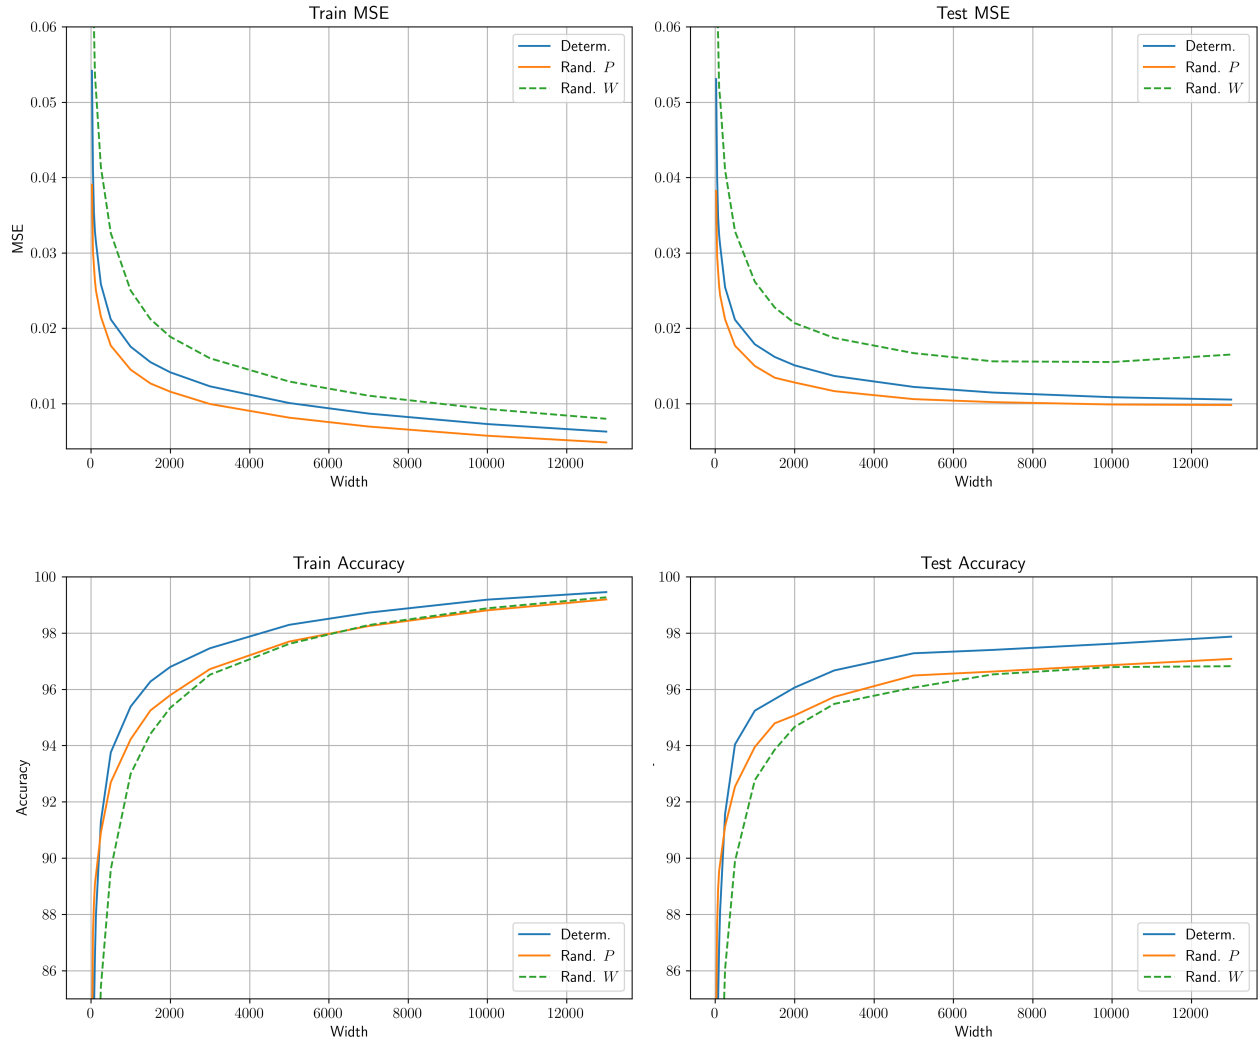 Train MSE
0.06
0.05
0.04
0.03
0.02
0.01
MSE
0 2000 4000 6000 8000 10000 12000
Width
Determ.
Rand. P
Rand. W
Test MSE
0.06
0.05
0.04
0.03
0.02
0.01
0 2000 4000 6000 8000 10000 12000
Width
Determ.
Rand. P
Rand. W
Train Accuracy
100
98
96
94
92
90
88
86
Accuracy
0 2000 4000 6000 8000 10000 12000
Width
Determ.
Rand. P
Rand. W
Test Accuracy
100
98
96
94
92
90
88
86
0 2000 4000 6000 8000 10000 12000
Width
Determ.
Rand. P
Rand. W